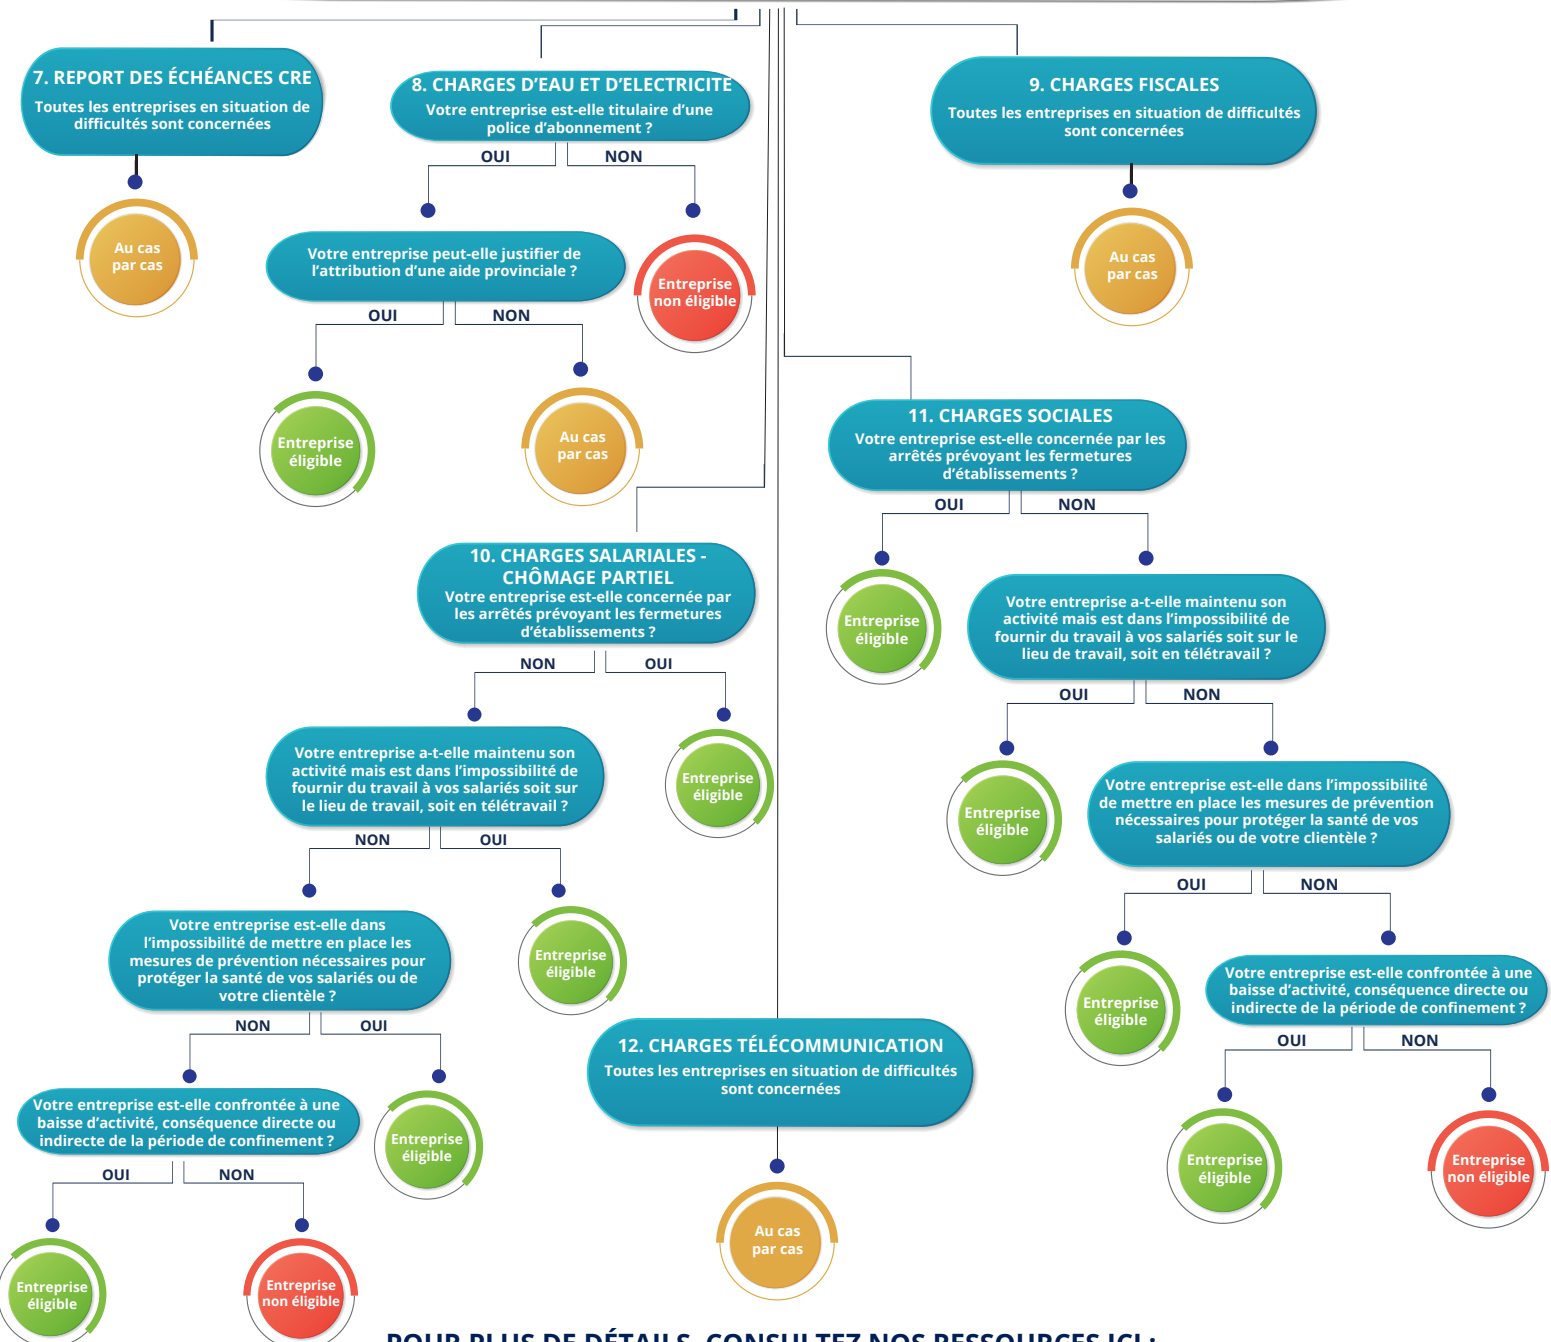 7. REPORT DES ÉCHÉANCES CRE
Toutes les entreprises en situation de
difficultés sont concernées
Au cas
par cas
8. CHARGES D’EAU ET D’ELECTRICITE
Votre entreprise est-elle titulaire d’une
police d’abonnement ?
OUI
NON
Votre entreprise peut-elle justifier de
l’attribution d’une aide provinciale ?
Entreprise
non éligible
OUI
NON
Entreprise
éligible
Au cas
par cas
9. CHARGES FISCALES
Toutes les entreprises en situation de difficultés
sont concernées
Au cas
par cas
10. CHARGES SALARIALES -
CHÔMAGE PARTIEL
Votre entreprise est-elle concernée par
les arrêtés prévoyant les fermetures
d’établissements ?
NON
OUI
Entreprise
éligible
Votre entreprise a-t-elle maintenu son
activité mais est dans l’impossibilité de
fournir du travail à vos salariés soit sur
le lieu de travail, soit en télétravail ?
NON
OUI
Entreprise
éligible
Votre entreprise est-elle dans
l’impossibilité de mettre en place les
mesures de prévention nécessaires pour
protéger la santé de vos salariés ou de
votre clientèle ?
NON
OUI
Entreprise
éligible
Votre entreprise est-elle confrontée à une
baisse d’activité, conséquence directe ou
indirecte de la période de confinement ?
OUI
NON
Entreprise
éligible
Entreprise
non éligible
11. CHARGES SOCIALES
Votre entreprise est-elle concernée par les
arrêtés prévoyant les fermetures
d’établissements ?
OUI
NON
Entreprise
éligible
Votre entreprise a-t-elle maintenu son
activité mais est dans l’impossibilité de
fournir du travail à vos salariés soit sur le
lieu de travail, soit en télétravail ?
OUI
NON
Entreprise
éligible
Votre entreprise est-elle dans l’impossibilité
de mettre en place les mesures de prévention
nécessaires pour protéger la santé de vos
salariés ou de votre clientèle ?
OUI
NON
Entreprise
éligible
Votre entreprise est-elle confrontée à une
baisse d’activité, conséquence directe ou
indirecte de la période de confinement ?
OUI
NON
Entreprise
éligible
Entreprise
non éligible
12. CHARGES TÉLÉCOMMUNICATION
Toutes les entreprises en situation de difficultés
sont concernées
Au cas
par cas
POUR PLUS DE DÉTAILS, CONSULTEZ NOS RESSOURCES ICI :